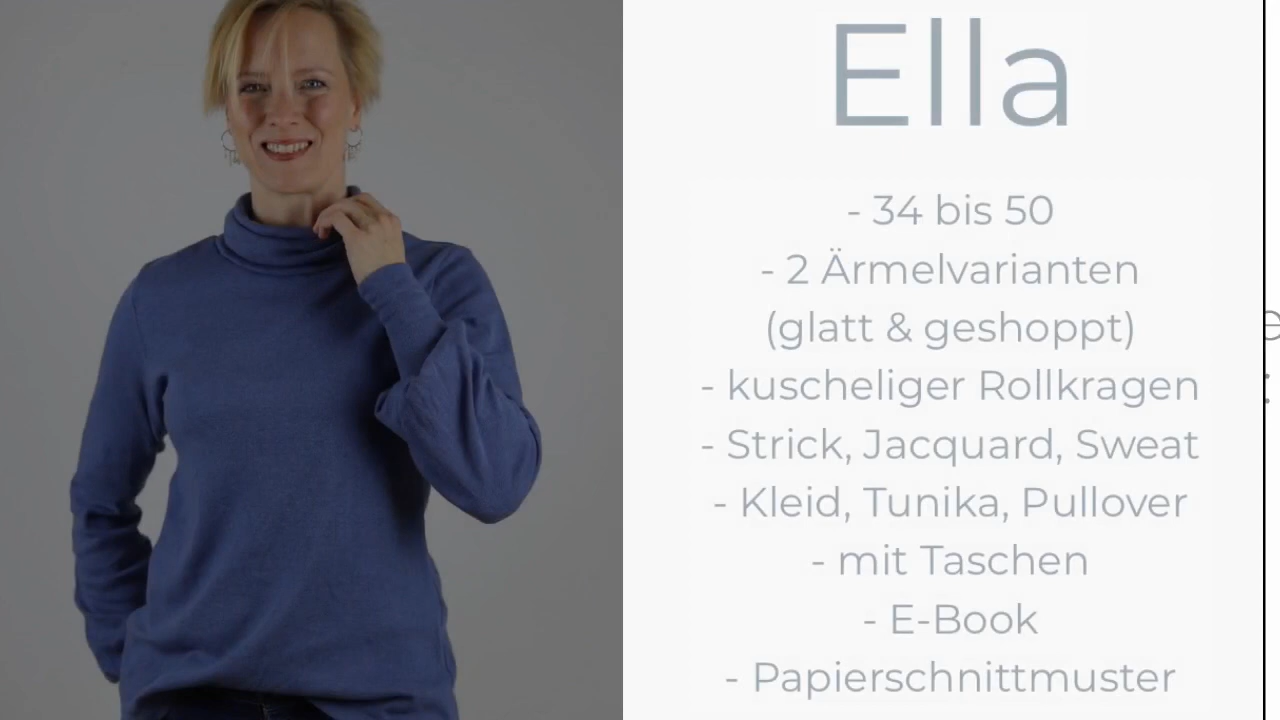 Ella
- 34 bis 50
- 2 Ärmelvarianten
(glatt & geshoppt)
- kuscheliger Rollkragen
- Strick, Jacquard, Sweat
- Kleid, Tunika, Pullover
- mit Taschen
- E-Book
- Papierschnittmuster